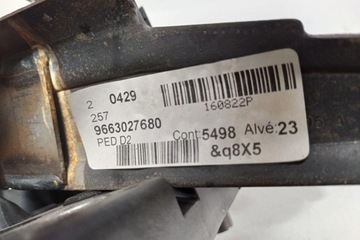 2 0429
160822P
257
9663027680
PED D2
Cont:5498 Alvé:23
&q8X5